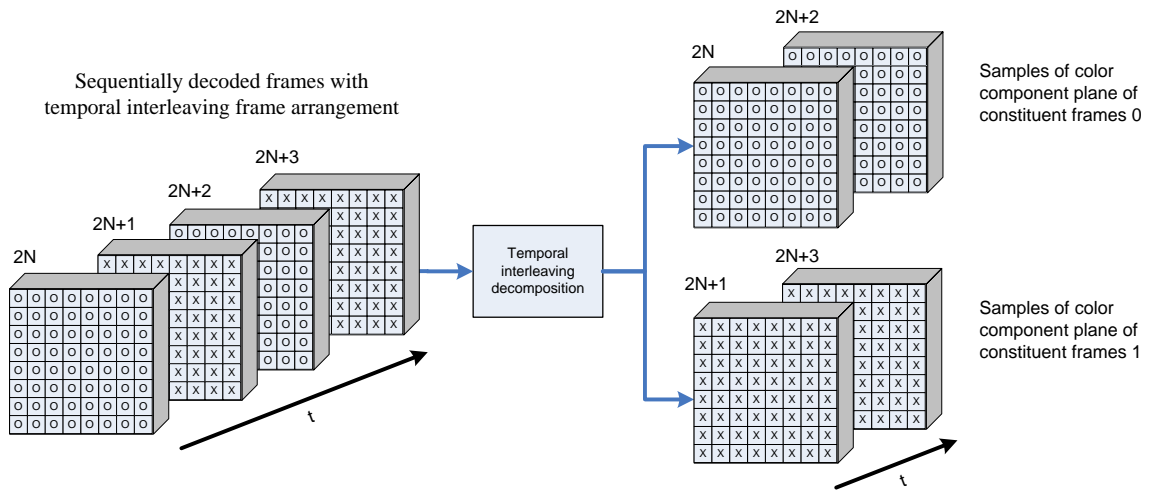 Sequentially decoded frames with
temporal interleaving frame arrangement
2N
O O O O O O O O
O O O O O O O O
O O O O O O O O
O O O O O O O O
O O O O O O O O
O O O O O O O O
O O O O O O O O
O O O O O O O O
2N+1
X X X X X X X X
X X X X
X X X X
X X X X
X X X X
X X X X
X X X X
X X X X
2N+2
O O O O O O O O
O O O
O O O
O O O
O O O
O O O
O O O
O O O
2N+3
X X X X X X X X
X X X X
X X X X
X X X X
X X X X
X X X X
X X X X
X X X X
t
Temporal
interleaving
decomposition
2N
O O O O O O O O
O O O O O O O O
O O O O O O O O
O O O O O O O O
O O O O O O O O
O O O O O O O O
O O O O O O O O
O O O O O O O O
2N+2
O O O O O O O O
O O O O
O O O O
O O O O
O O O O
O O O O
O O O O
O O O O
Samples of color
component plane of
constituent frames 0
2N+1
X X X X X X X X
X X X X X X X X
X X X X X X X X
X X X X X X X X
X X X X X X X X
X X X X X X X X
X X X X X X X X
X X X X X X X X
2N+3
X X X X X X X X
X X X X
X X X X
X X X X
X X X X
X X X X
X X X X
X X X X
Samples of color
component plane of
constituent frames 1
t